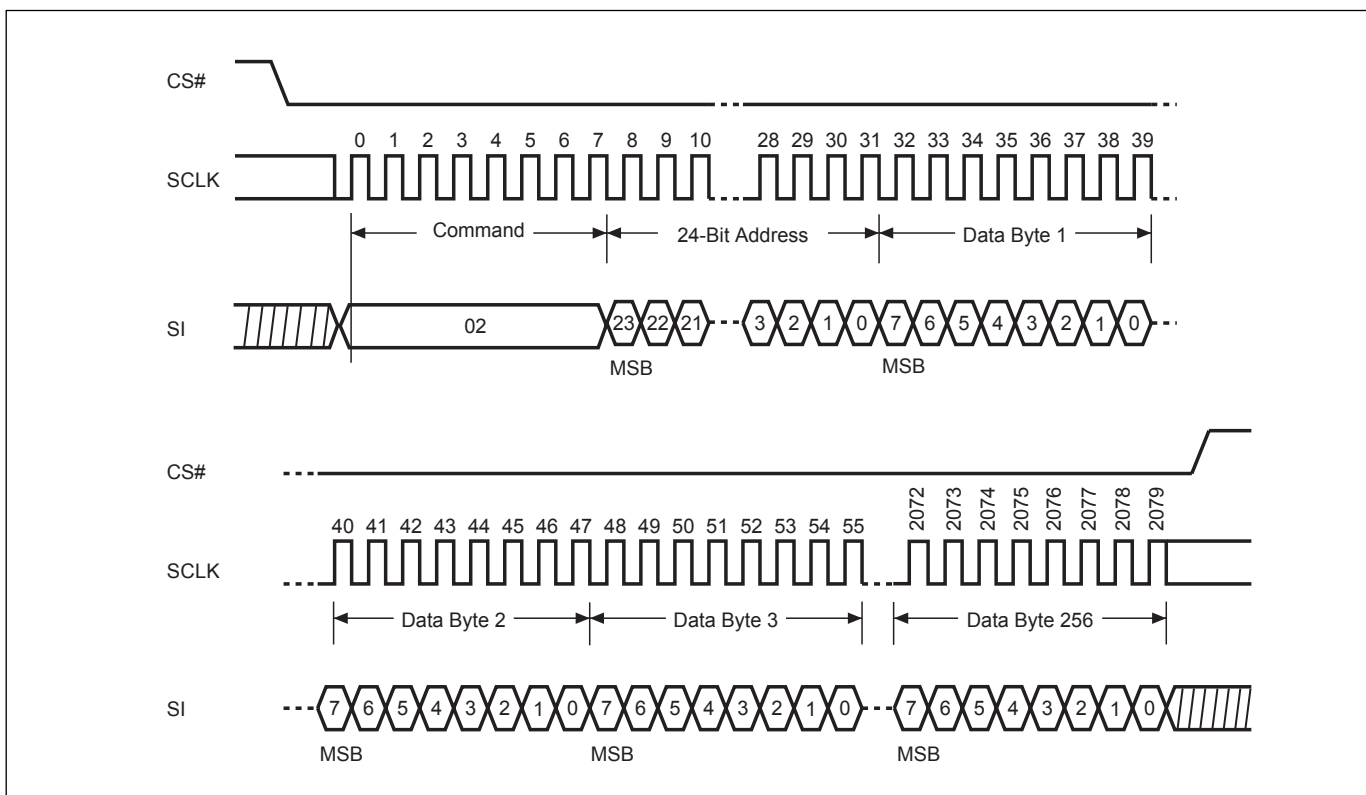 CS#
0 1 2 3 4 5 6 7 8 9 10 28 29 30 31 32 33 34 35 36 37 38 39
SCLK
Command 24-Bit Address Data Byte 1
SI 02 23 22 21 3 2 1 0 7 6 5 4 3 2 1 0
MSB MSB
CS#
2072 2073 2074 2075 2076 2077 2078 2079
40 41 42 43 44 45 46 47 48 49 50 51 52 53 54 55
SCLK
Data Byte 2 Data Byte 3 Data Byte 256
SI 7 6 5 4 3 2 1 0 7 6 5 4 3 2 1 0 7 6 5 4 3 2 1 0
MSB MSB MSB